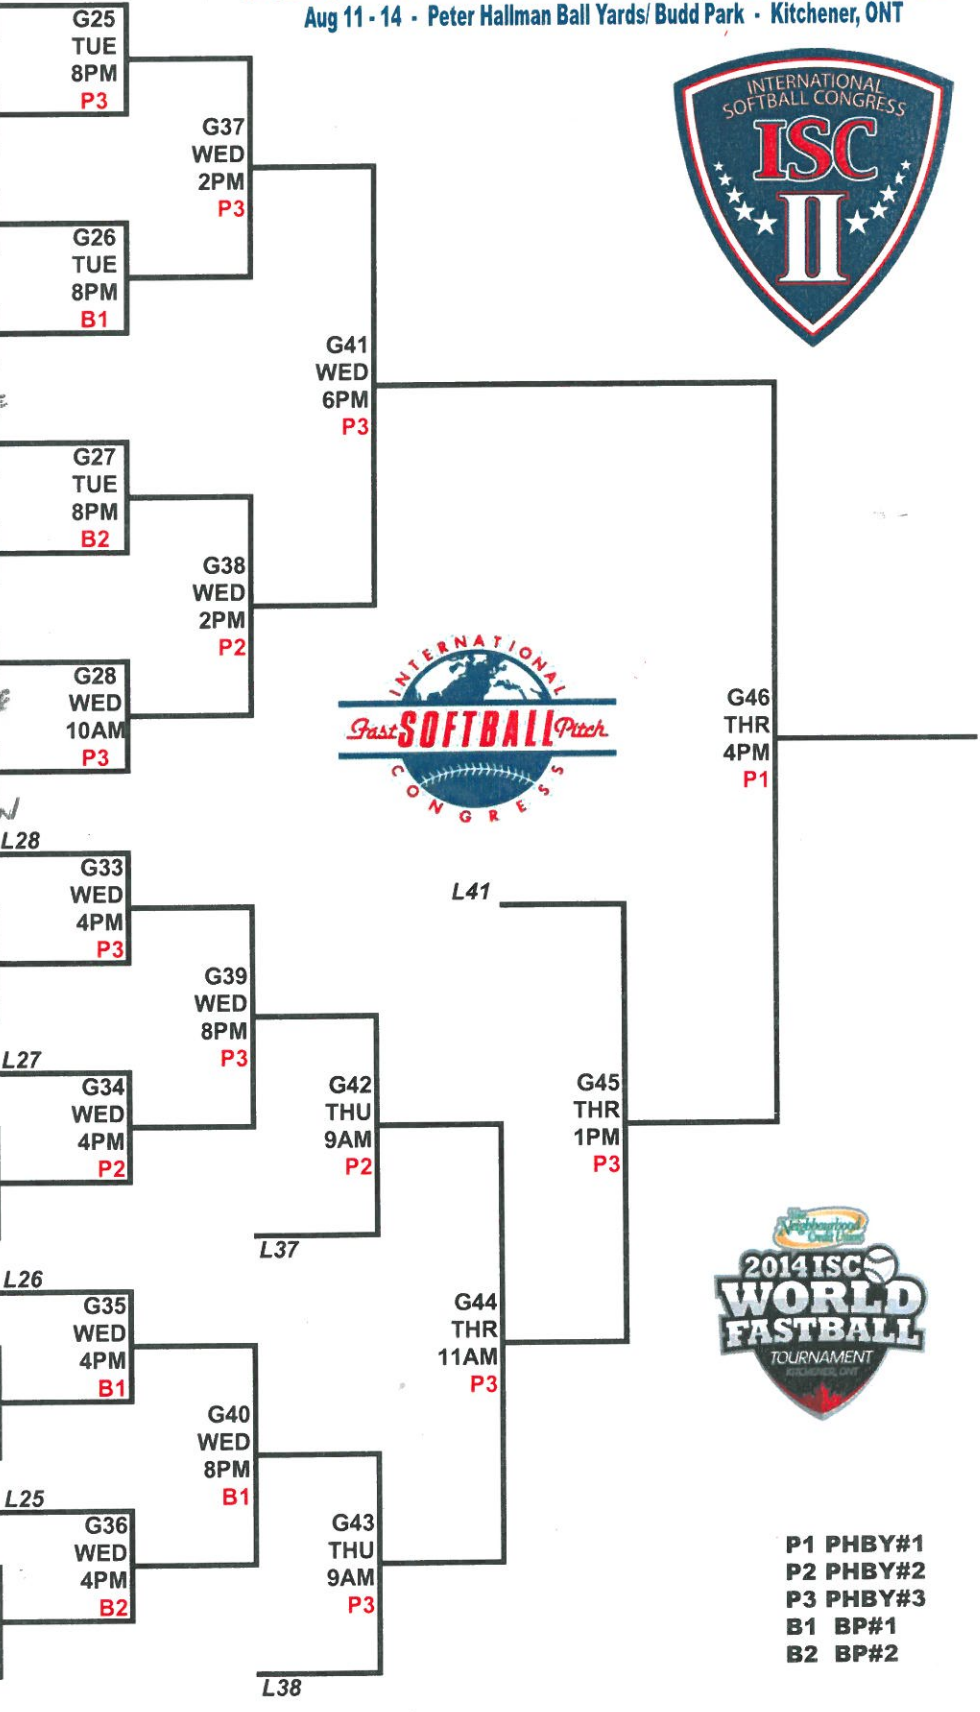 Aug 11 - 14 - Peter Hallman Ball Yards/ Budd Park - Kitchener, ONT
INTERNATIONAL
SOFTBALL CONGRESS
ISC
II
G25
TUE
8PM
P3
G37
WED
2PM
P3
G26
TUE
8PM
B1
G41
WED
6PM
P3
G27
TUE
8PM
B2
G38
WED
2PM
P2
G28
WED
10AM
P3
INTERNATIONAL
Fast SOFTBALL Pitch
CONGRESS
G46
THR
4PM
P1
L28
G33
WED
4PM
P3
L41
G39
WED
8PM
P3
L27
G34
WED
4PM
P2
G42
THU
9AM
P2
G45
THR
1PM
P3
L37
L26
G35
WED
4PM
B1
G44
THR
11AM
P3
The
Neighbourhood
Credit Union
2014 ISC
WORLD
FASTBALL
TOURNAMENT
KITCHENER, ONT
G40
WED
8PM
B1
L25
G36
WED
4PM
B2
G43
THU
9AM
P3
L38
P1 PHBY#1
P2 PHBY#2
P3 PHBY#3
B1 BP#1
B2 BP#2